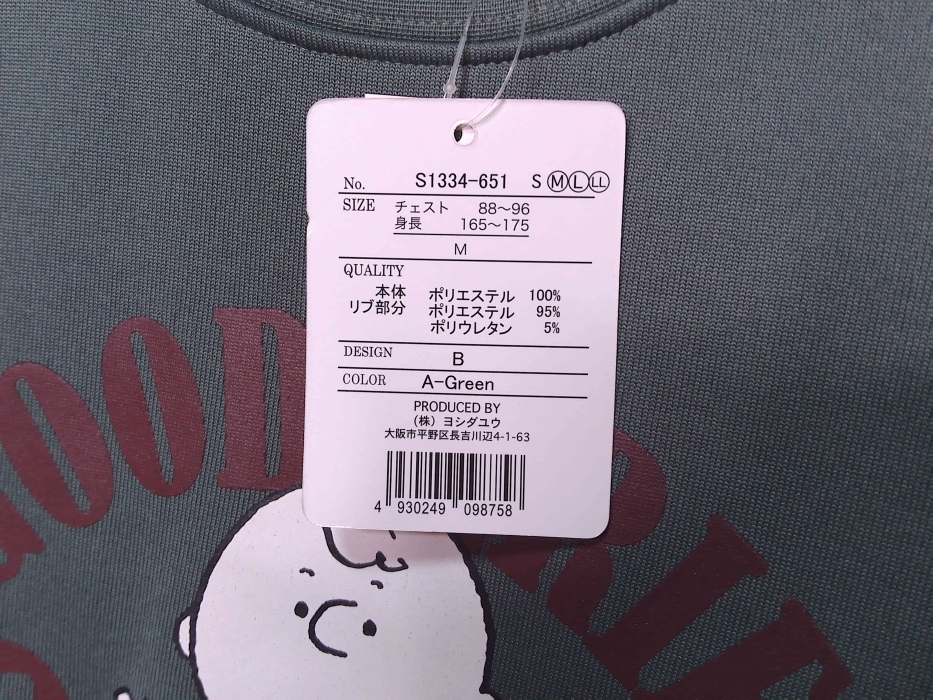 No. S1334-651 S Ⓜ Ⓛ LL
SIZE チェスト 88〜96
身長 165〜175
M
QUALITY
本体 ポリエステル 100%
リブ部分 ポリエステル 95%
ポリウレタン 5%
DESIGN B
COLOR A-Green
PRODUCED BY
(株) ヨシダユウ
大阪市平野区長吉川辺4-1-63
4 930249 098758
GOOD